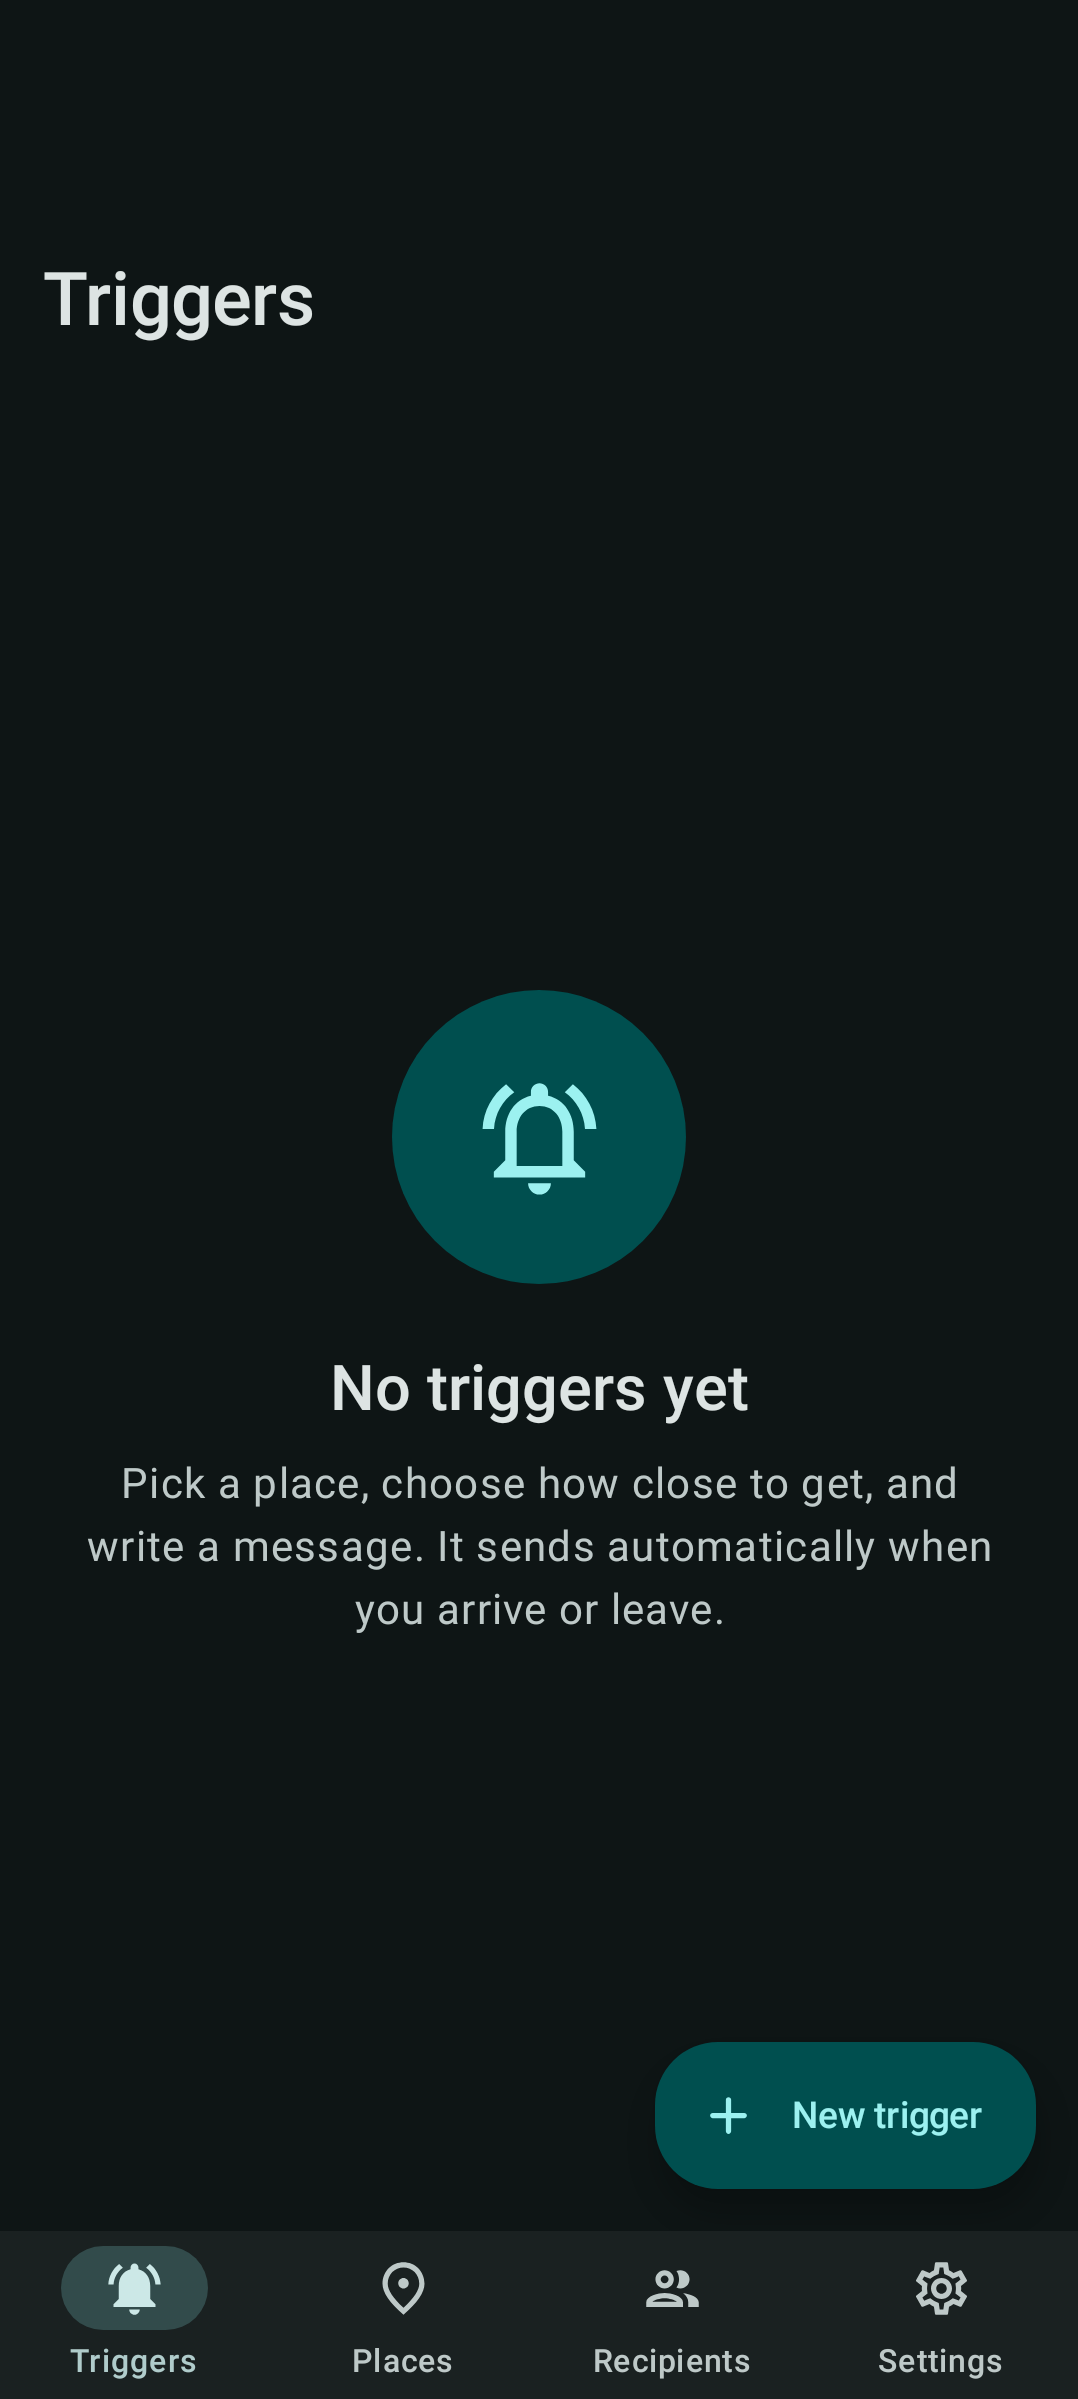 Triggers
No triggers yet
Pick a place, choose how close to get, and
write a message. It sends automatically when
you arrive or leave.
New trigger
Triggers
Places
Recipients
Settings